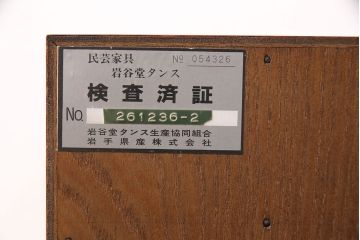 民芸家具 № 054326
岩谷堂タンス
検査済証
No. 261236-2
岩谷堂タンス生産協同組合
岩手県産株式会社